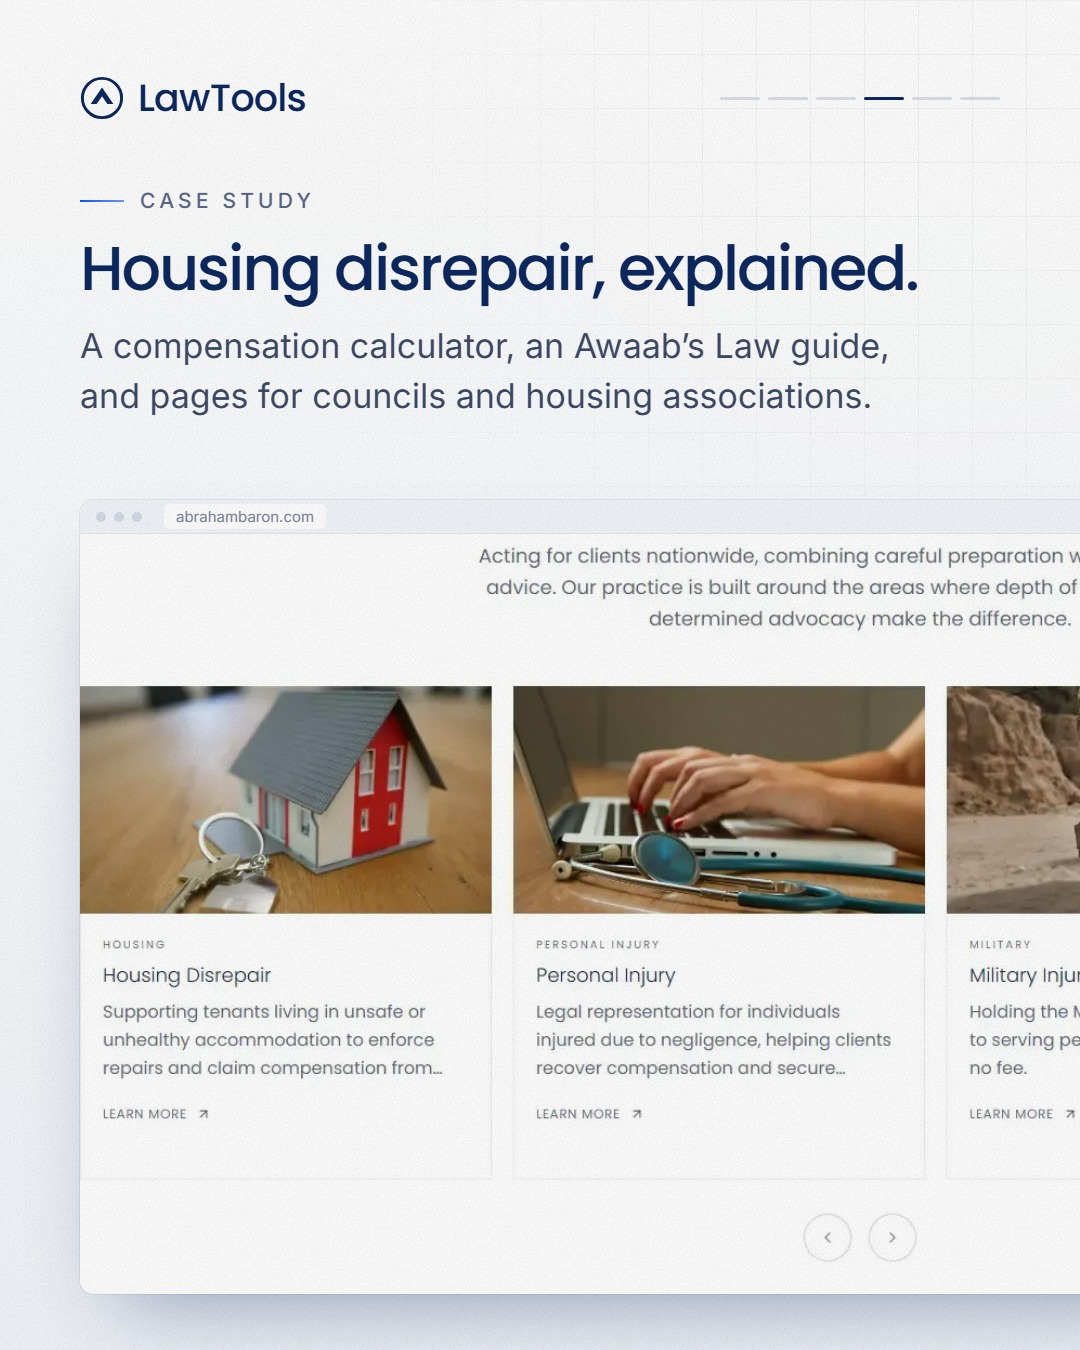 LawTools
CASE STUDY
Housing disrepair, explained.
A compensation calculator, an Awaab’s Law guide,
and pages for councils and housing associations.
abrahambaron.com
Acting for clients nationwide, combining careful preparation
advice. Our practice is built around the areas where depth of
determined advocacy make the difference.
HOUSING
Housing Disrepair
Supporting tenants living in unsafe or
unhealthy accommodation to enforce
repairs and claim compensation from...
LEARN MORE
PERSONAL INJURY
Personal Injury
Legal representation for individuals
injured due to negligence, helping clients
recover compensation and secure...
LEARN MORE
MILITARY
Military
Holding the
to serving
no fee.
LEARN MORE